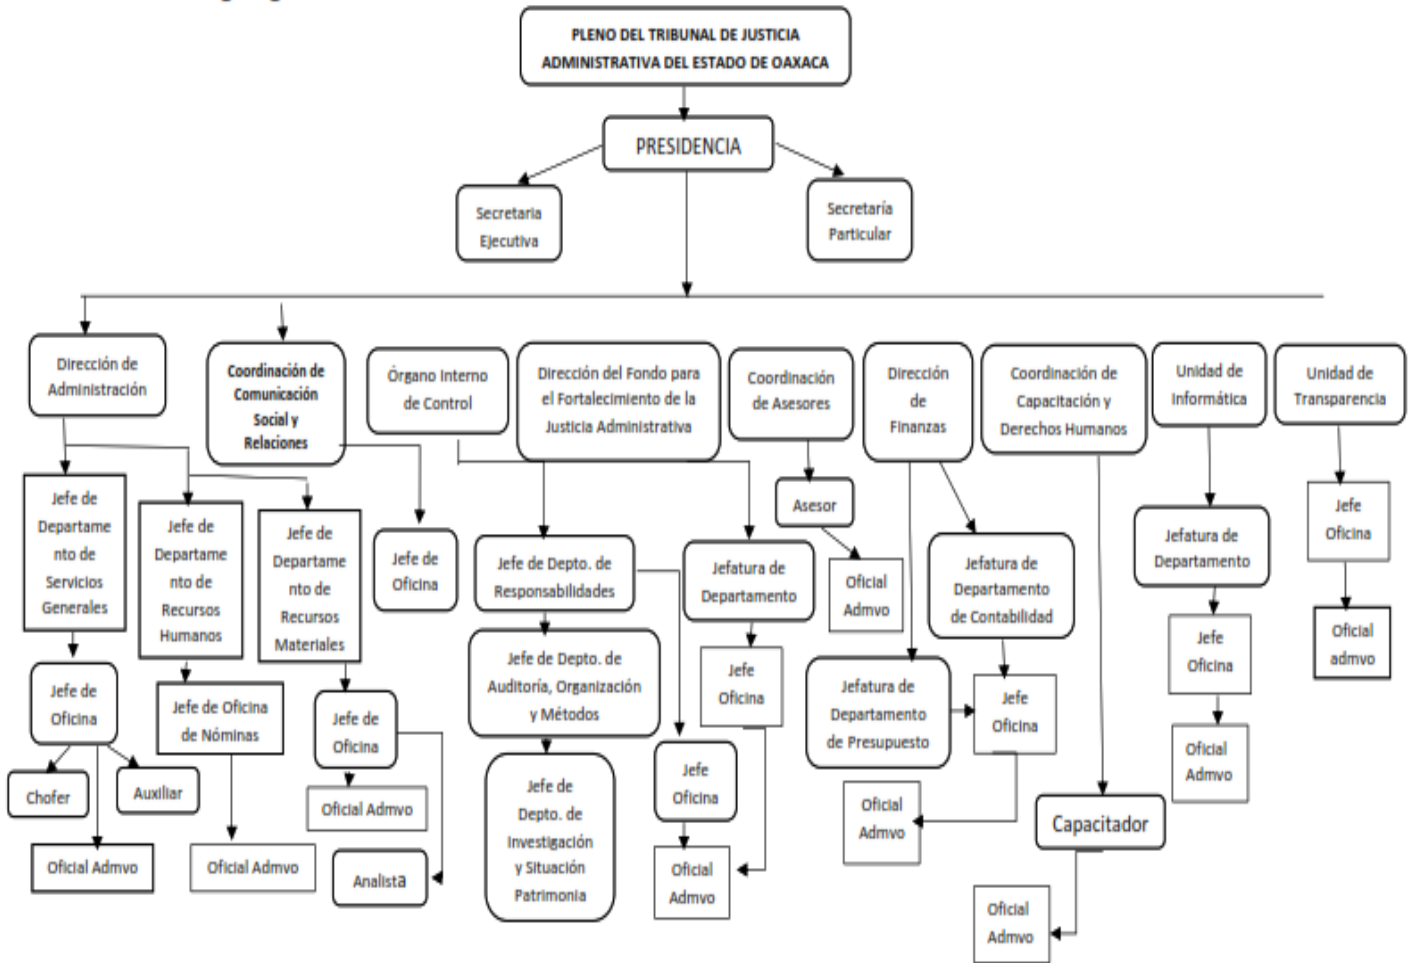 PLENO DEL TRIBUNAL DE JUSTICIA
ADMINISTRATIVA DEL ESTADO DE OAXACA
PRESIDENCIA
Secretaria
Ejecutiva
Secretaría
Particular
Dirección de
Administración
Coordinación de
Comunicación
Social y
Relaciones
Órgano Interno
de Control
Dirección del Fondo para
el Fortalecimiento de la
Justicia Administrativa
Coordinación
de Asesores
Dirección
de
Finanzas
Coordinación de
Capacitación y
Derechos Humanos
Unidad de
Informática
Unidad de
Transparencia
Jefe de
Departame
nto de
Servicios
Generales
Jefe de
Departame
nto de
Recursos
Humanos
Jefe de
Departame
nto de
Recursos
Materiales
Jefe de
Oficina
Jefe de Depto. de
Responsabilidades
Jefatura de
Departamento
Asesor
Oficial
Admvo
Jefatura de
Departamento
de Contabilidad
Jefatura de
Departamento
Jefe
Oficina
Jefe de
Oficina
Jefe de Oficina
de Nóminas
Jefe de
Oficina
Jefe de Depto. de
Auditoría, Organización
y Métodos
Jefe
Oficina
Jefatura de
Departamento
de Presupuesto
Jefe
Oficina
Jefe
Oficina
Oficial
admvo
Chofer
Auxiliar
Oficial Admvo
Jefe de
Depto. de
Investigación
y Situación
Patrimonia
Jefe
Oficina
Oficial
Admvo
Capacitador
Oficial
Admvo
Oficial Admvo
Oficial Admvo
Analista
Oficial
Admvo
Oficial
Admvo